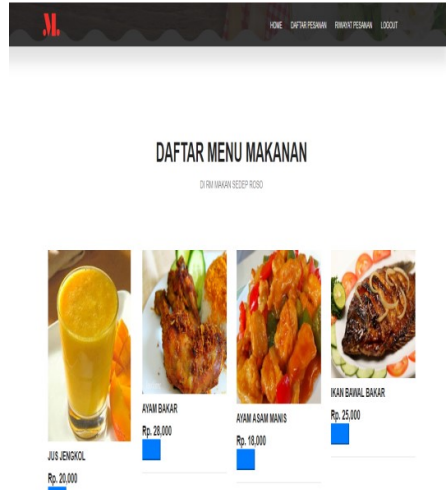 M.
HOME DAFTAR PESANAN RIWAYAT PESANAN LOGOUT
DAFTAR MENU MAKANAN
DI RM MAKAN SEDEP ROSO
JUS JENGKOL
Rp. 20,000
AYAM BAKAR
Rp. 28,000
AYAM ASAM MANIS
Rp. 18,000
IKAN BAWAL BAKAR
Rp. 25,000